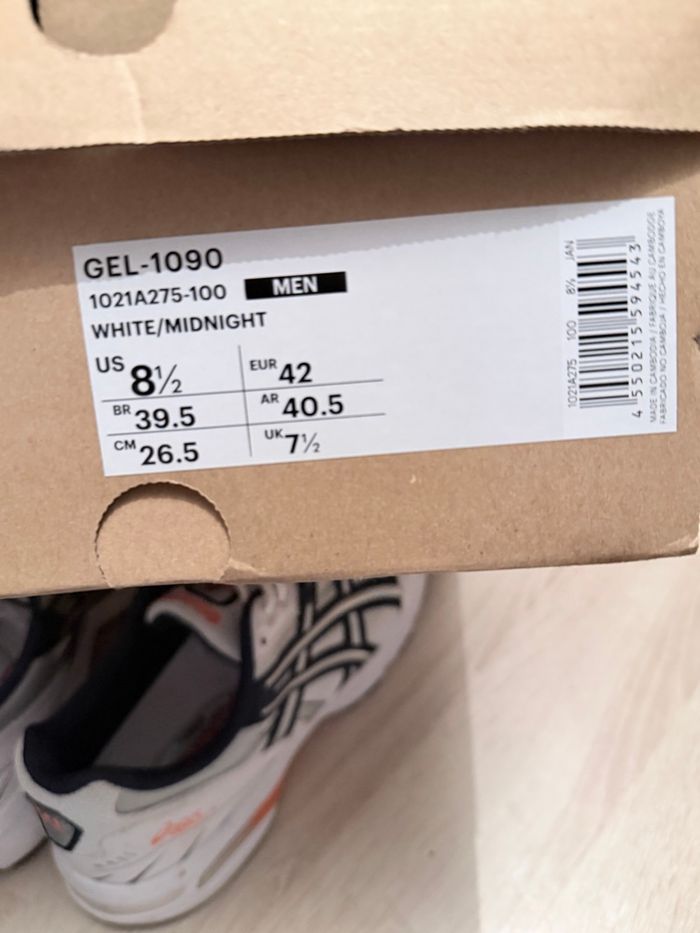 GEL-1090
1021A275-100 MEN
WHITE/MIDNIGHT
US 8½ EUR 42
BR 39.5 AR 40.5
CM 26.5 UK 7½
1021A275 100 8½ JAN
4 550215 594543
MADE IN CAMBODIA / FABRIQUE AU CAMBODGE
FABRICADO NO CAMBOJA / HECHO EN CAMBOYA
asics